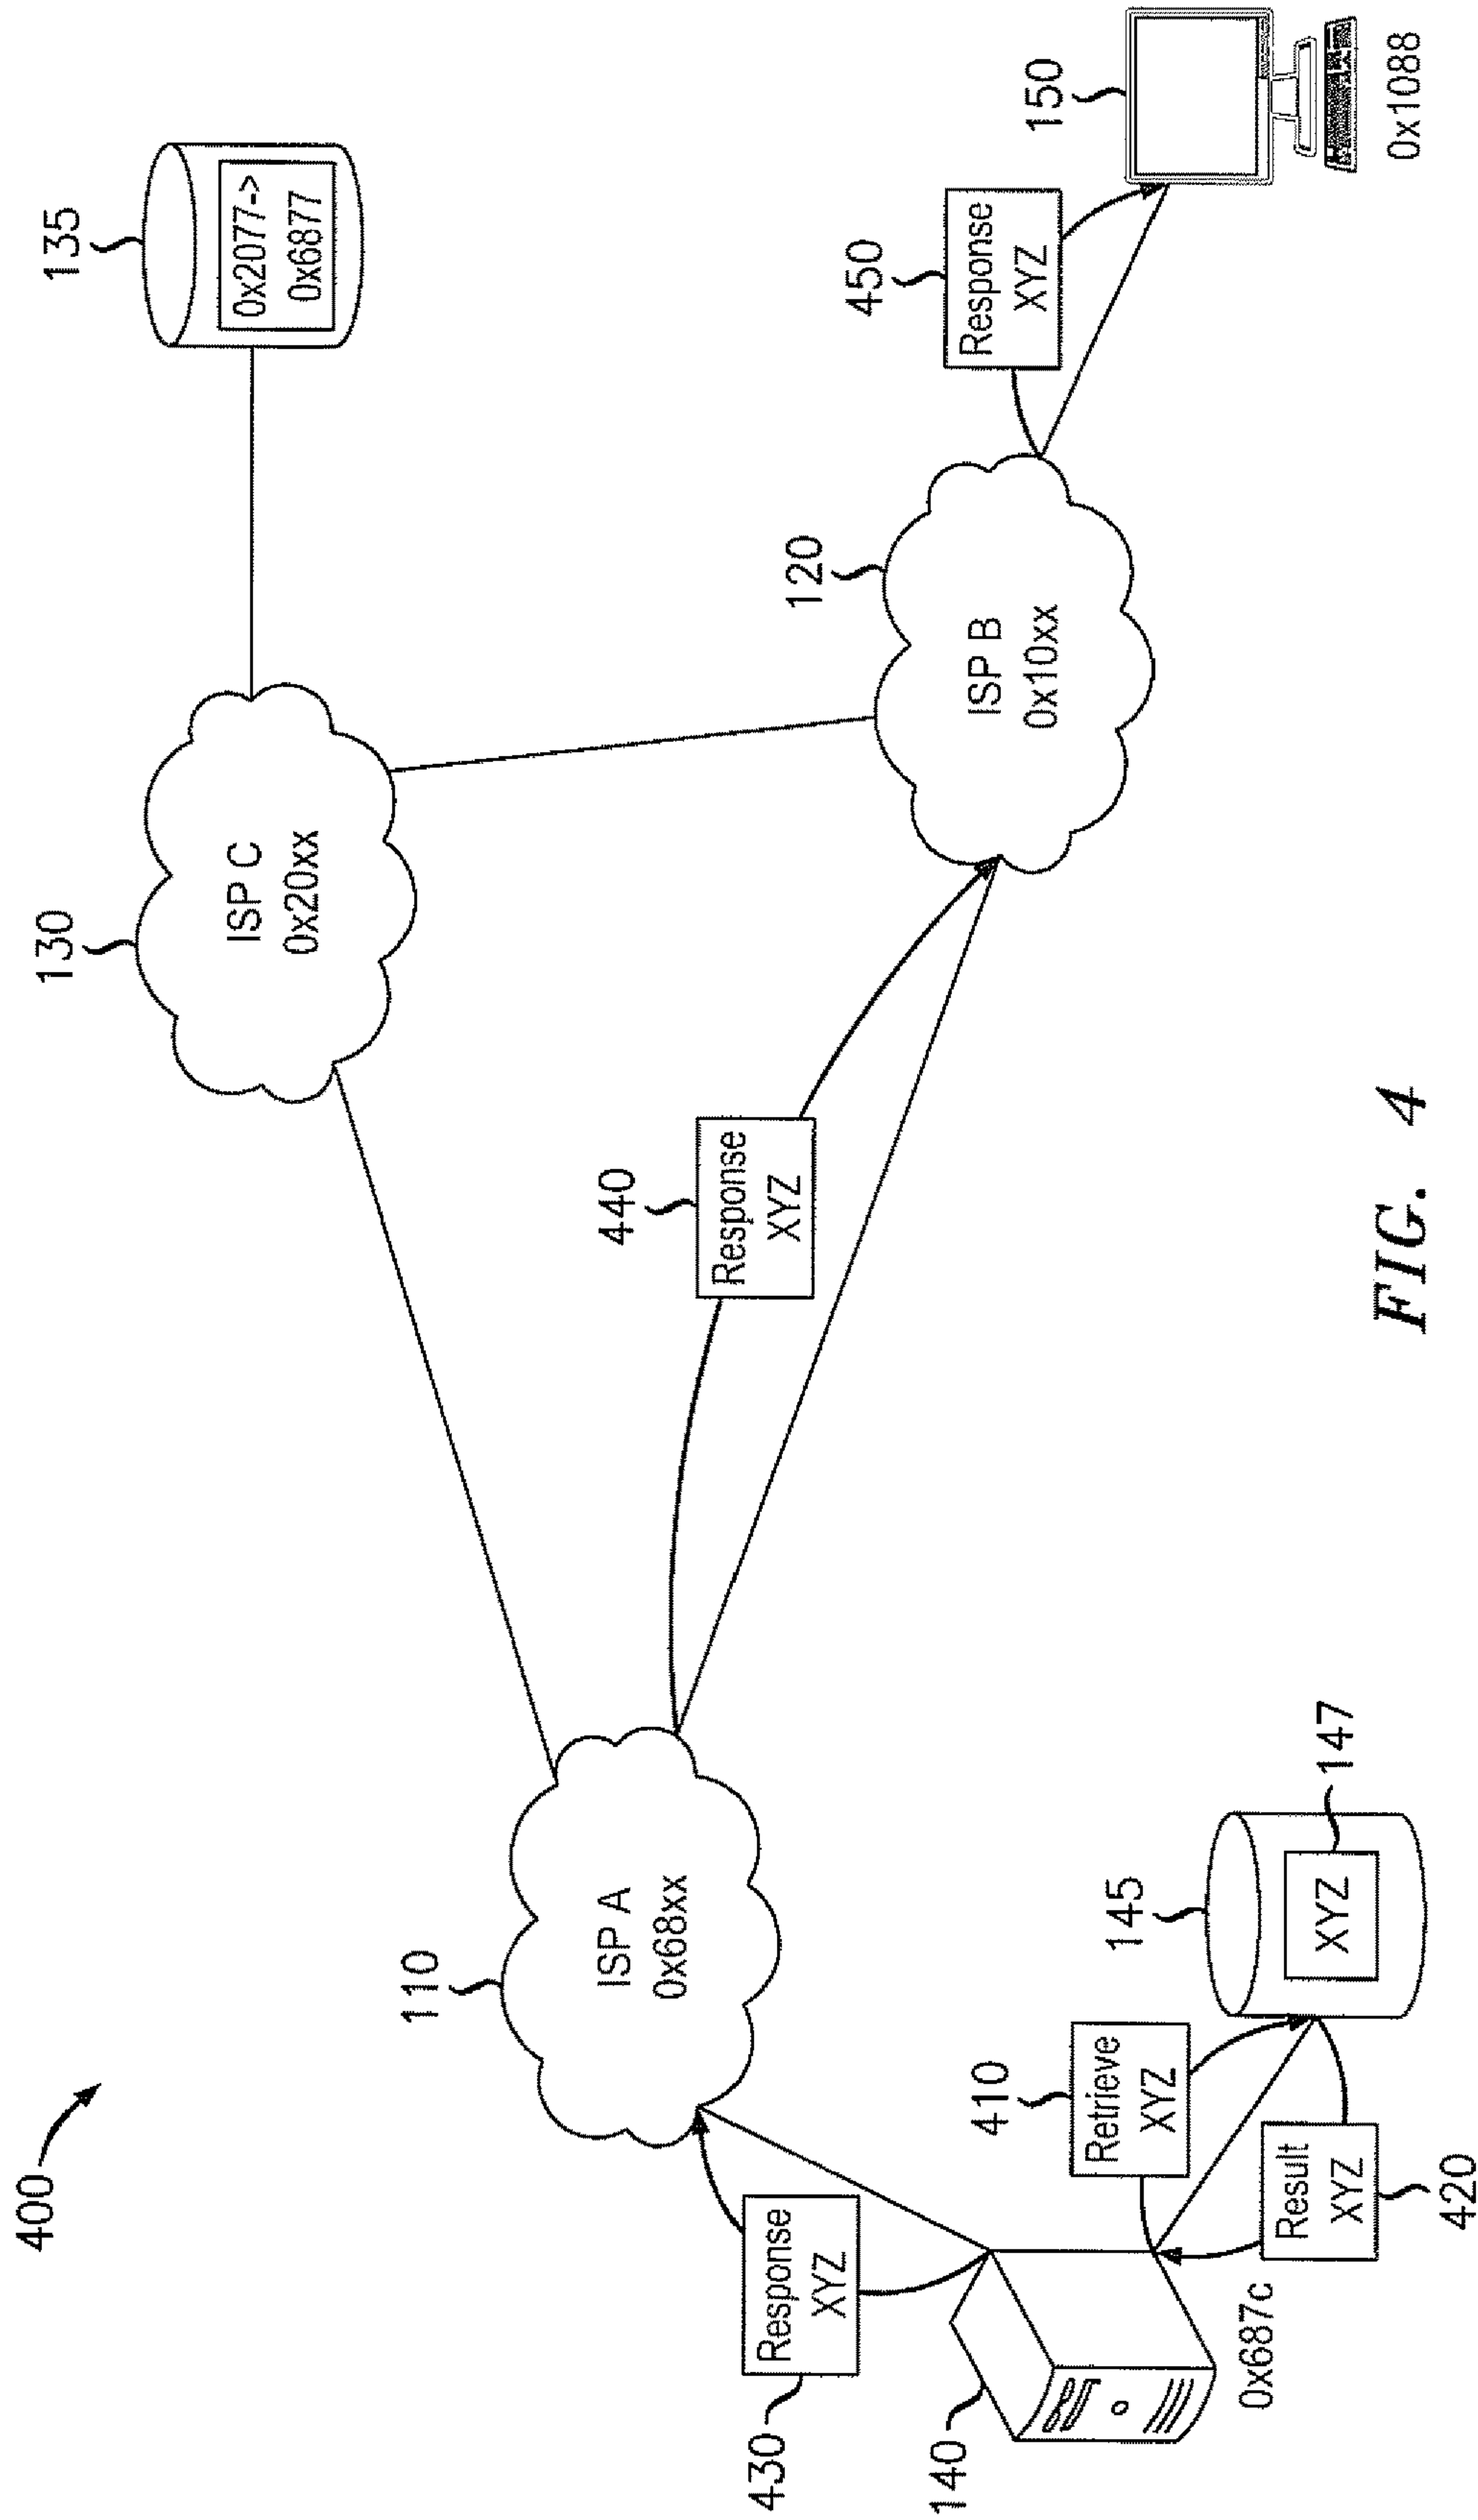 400
130
ISP C
0x20xx
135
0x2077->
0x6877
110
ISP A
0x68xx
440
Response
XYZ
120
ISP B
0x10xx
450
Response
XYZ
150
0x1088
430
Response
XYZ
140
0x687c
410
Retrieve
XYZ
420
Result
XYZ
145
XYZ
147
FIG. 4